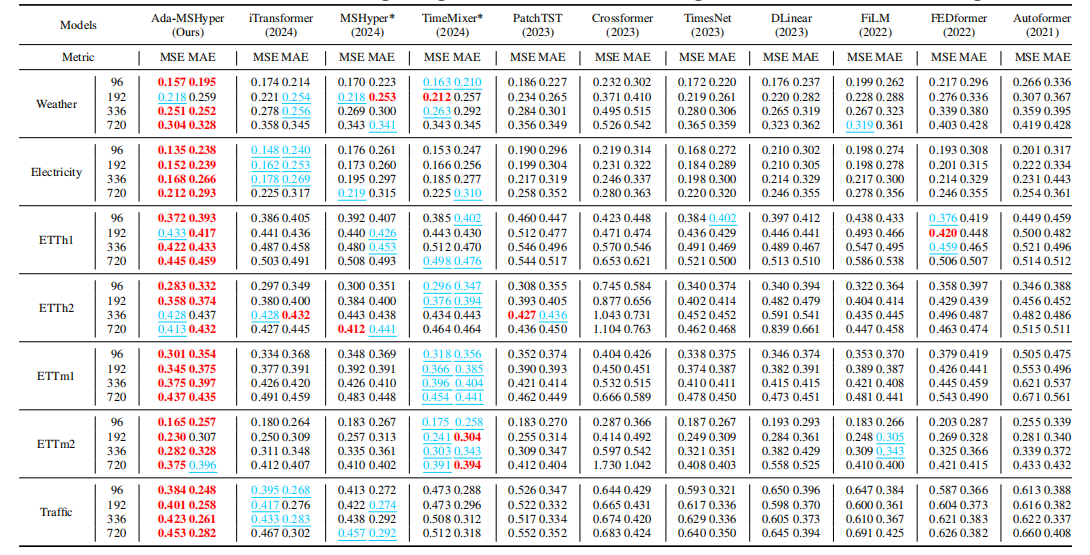 Models Ada-MSHyper (Ours) iTransformer (2024) MSHyper* (2024) TimeMixer* (2024) PatchTST (2023) Crossformer (2023) TimesNet (2023) DLinear (2023) FiLM (2022) FEDformer (2022) Autoformer (2021)
Metric MSE MAE MSE MAE MSE MAE MSE MAE MSE MAE MSE MAE MSE MAE MSE MAE MSE MAE MSE MAE MSE MAE
Weather
96 0.157 0.195 0.174 0.214 0.170 0.223 0.163 0.210 0.186 0.227 0.232 0.302 0.172 0.220 0.176 0.237 0.199 0.262 0.217 0.296 0.266 0.336
192 0.218 0.259 0.221 0.254 0.218 0.253 0.212 0.257 0.234 0.265 0.371 0.410 0.219 0.261 0.220 0.282 0.228 0.288 0.276 0.336 0.307 0.367
336 0.251 0.252 0.278 0.256 0.269 0.300 0.263 0.292 0.284 0.301 0.495 0.515 0.280 0.306 0.265 0.319 0.267 0.323 0.339 0.380 0.359 0.395
720 0.304 0.328 0.358 0.345 0.343 0.341 0.343 0.345 0.356 0.349 0.526 0.542 0.365 0.359 0.323 0.362 0.319 0.361 0.403 0.428 0.419 0.428
Electricity
96 0.135 0.238 0.148 0.240 0.176 0.261 0.153 0.247 0.190 0.296 0.219 0.314 0.168 0.272 0.210 0.302 0.198 0.274 0.193 0.308 0.201 0.317
192 0.152 0.239 0.162 0.253 0.173 0.260 0.166 0.256 0.199 0.304 0.231 0.322 0.184 0.289 0.210 0.305 0.198 0.278 0.201 0.315 0.222 0.334
336 0.168 0.266 0.178 0.269 0.195 0.297 0.185 0.277 0.217 0.319 0.246 0.337 0.198 0.300 0.214 0.329 0.217 0.300 0.214 0.329 0.231 0.443
720 0.212 0.293 0.225 0.317 0.219 0.315 0.225 0.310 0.258 0.352 0.280 0.363 0.220 0.320 0.246 0.355 0.278 0.356 0.246 0.355 0.254 0.361
ETTh1
96 0.372 0.393 0.386 0.405 0.392 0.407 0.385 0.402 0.460 0.447 0.423 0.448 0.384 0.402 0.397 0.412 0.438 0.433 0.376 0.419 0.449 0.459
192 0.433 0.417 0.441 0.436 0.440 0.426 0.443 0.430 0.512 0.477 0.471 0.474 0.436 0.429 0.446 0.441 0.493 0.466 0.420 0.448 0.500 0.482
336 0.422 0.433 0.487 0.458 0.480 0.453 0.512 0.470 0.546 0.496 0.570 0.546 0.491 0.469 0.489 0.467 0.547 0.495 0.459 0.465 0.521 0.496
720 0.445 0.459 0.503 0.491 0.508 0.493 0.498 0.476 0.544 0.517 0.653 0.621 0.521 0.500 0.513 0.510 0.586 0.538 0.506 0.507 0.514 0.512
ETTh2
96 0.283 0.332 0.297 0.349 0.300 0.351 0.296 0.347 0.308 0.355 0.745 0.584 0.340 0.374 0.340 0.394 0.322 0.364 0.358 0.397 0.346 0.388
192 0.358 0.374 0.380 0.400 0.384 0.400 0.376 0.394 0.393 0.405 0.877 0.656 0.402 0.414 0.482 0.479 0.404 0.414 0.429 0.439 0.456 0.452
336 0.428 0.437 0.428 0.432 0.443 0.438 0.434 0.443 0.427 0.436 1.043 0.731 0.452 0.452 0.591 0.541 0.435 0.445 0.496 0.487 0.482 0.486
720 0.413 0.432 0.427 0.445 0.412 0.441 0.464 0.464 0.436 0.450 1.104 0.763 0.462 0.468 0.839 0.661 0.447 0.458 0.463 0.474 0.515 0.511
ETTm1
96 0.301 0.354 0.334 0.368 0.348 0.369 0.318 0.356 0.352 0.374 0.404 0.426 0.338 0.375 0.346 0.374 0.353 0.370 0.379 0.419 0.505 0.475
192 0.345 0.375 0.377 0.391 0.392 0.391 0.366 0.385 0.390 0.393 0.450 0.451 0.374 0.387 0.382 0.391 0.389 0.387 0.426 0.441 0.553 0.496
336 0.375 0.397 0.426 0.420 0.426 0.410 0.396 0.404 0.421 0.414 0.532 0.515 0.410 0.411 0.415 0.415 0.421 0.408 0.445 0.459 0.621 0.537
720 0.437 0.435 0.491 0.459 0.483 0.448 0.454 0.441 0.462 0.449 0.666 0.589 0.478 0.450 0.473 0.451 0.481 0.441 0.543 0.490 0.671 0.561
ETTm2
96 0.165 0.257 0.180 0.264 0.183 0.267 0.175 0.258 0.183 0.270 0.287 0.366 0.187 0.267 0.193 0.293 0.183 0.266 0.203 0.287 0.255 0.339
192 0.230 0.307 0.250 0.309 0.257 0.313 0.241 0.304 0.255 0.314 0.414 0.492 0.249 0.309 0.284 0.361 0.248 0.305 0.269 0.328 0.281 0.340
336 0.282 0.328 0.311 0.348 0.335 0.361 0.303 0.343 0.309 0.347 0.597 0.542 0.321 0.351 0.382 0.429 0.309 0.343 0.325 0.366 0.339 0.372
720 0.375 0.396 0.412 0.407 0.410 0.402 0.391 0.394 0.412 0.404 1.730 1.042 0.408 0.403 0.558 0.525 0.410 0.400 0.421 0.415 0.433 0.432
Traffic
96 0.384 0.248 0.395 0.268 0.413 0.272 0.473 0.288 0.526 0.347 0.644 0.429 0.593 0.321 0.650 0.396 0.647 0.384 0.587 0.366 0.613 0.388
192 0.401 0.258 0.417 0.276 0.422 0.274 0.473 0.296 0.522 0.332 0.665 0.431 0.617 0.336 0.598 0.370 0.600 0.361 0.604 0.373 0.616 0.382
336 0.423 0.261 0.433 0.283 0.438 0.292 0.508 0.312 0.517 0.334 0.674 0.420 0.629 0.336 0.605 0.373 0.610 0.367 0.621 0.383 0.622 0.337
720 0.453 0.282 0.467 0.302 0.457 0.292 0.512 0.318 0.552 0.352 0.683 0.424 0.640 0.350 0.645 0.394 0.691 0.425 0.626 0.382 0.660 0.408